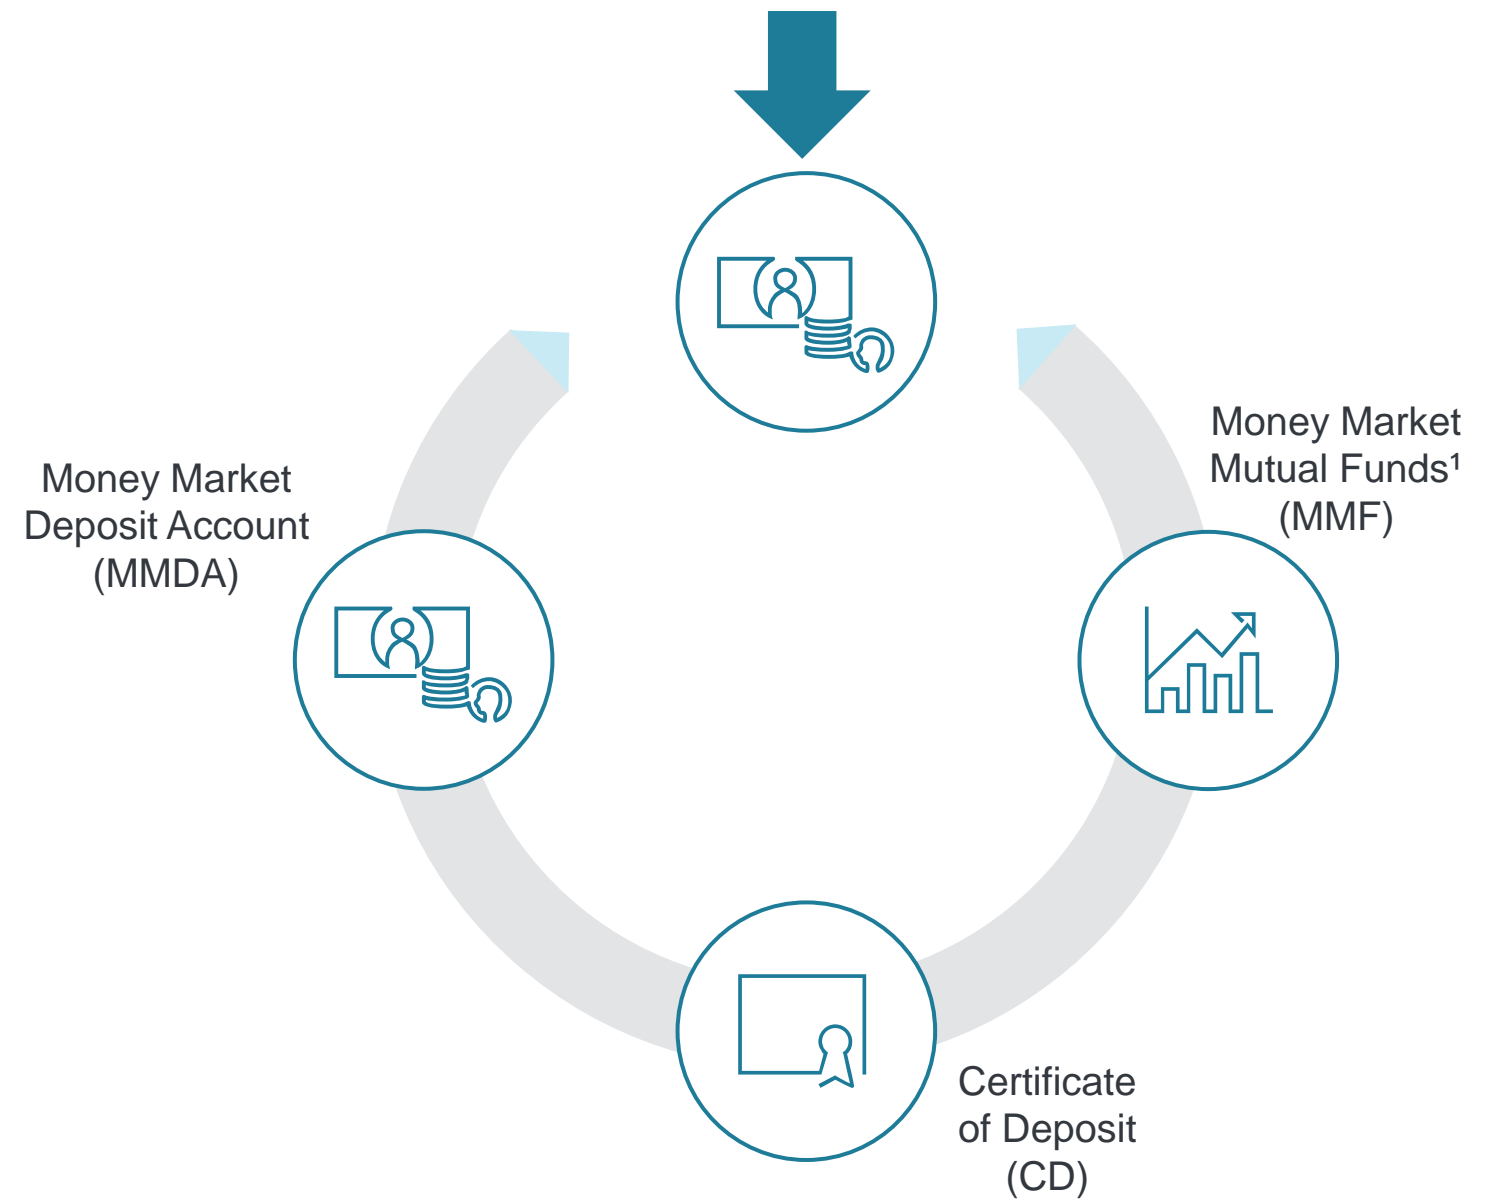 Money Market
Mutual Funds¹
(MMF)
Money Market
Deposit Account
(MMDA)
Certificate
of Deposit
(CD)